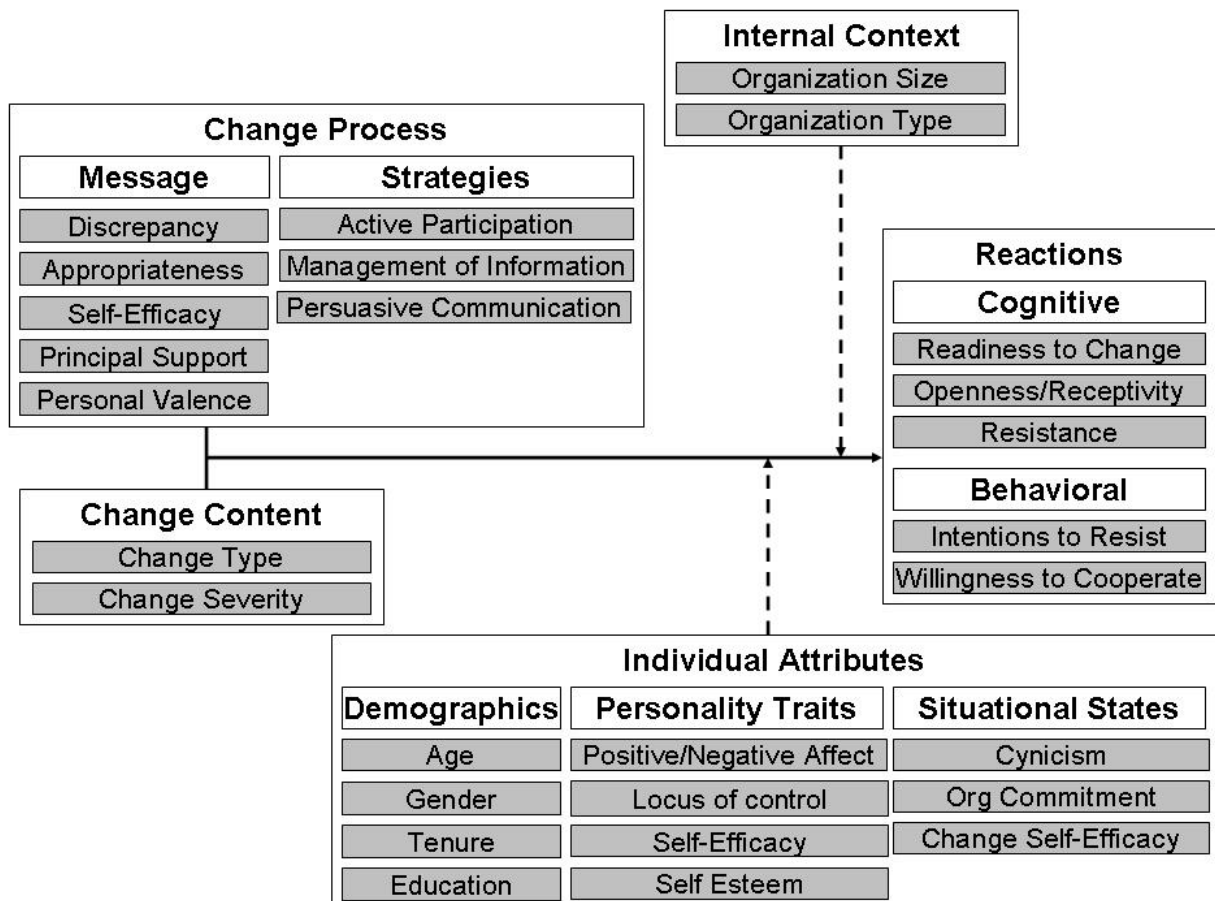 Internal Context
Organization Size
Organization Type
Change Process
Message
Discrepancy
Appropriateness
Self-Efficacy
Principal Support
Personal Valence
Strategies
Active Participation
Management of Information
Persuasive Communication
Reactions
Cognitive
Readiness to Change
Openness/Receptivity
Resistance
Behavioral
Intentions to Resist
Willingness to Cooperate
Change Content
Change Type
Change Severity
Individual Attributes
Demographics
Age
Gender
Tenure
Education
Personality Traits
Positive/Negative Affect
Locus of control
Self-Efficacy
Self Esteem
Situational States
Cynicism
Org Commitment
Change Self-Efficacy